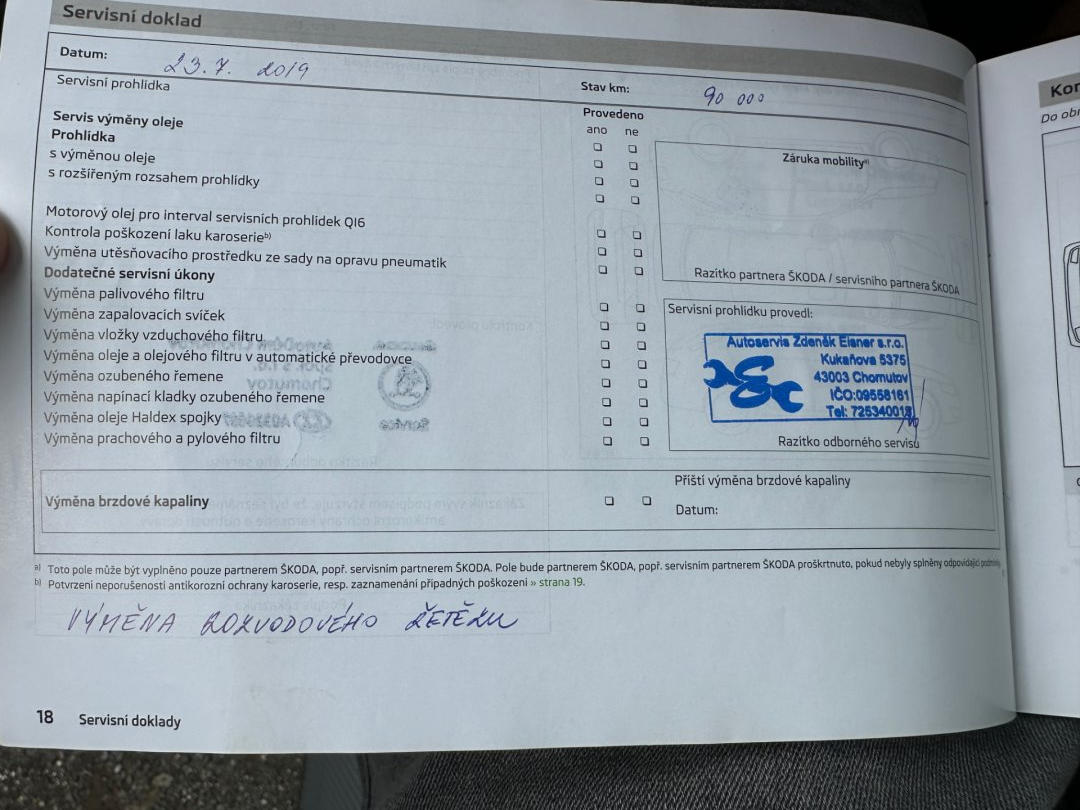 Servisní doklad
Datum: 23.7. 2019
Servisní prohlídka
Stav km: 90 000
Provedeno
ano ne
Servis výměny oleje
Prohlídka
s výměnou oleje
s rozšířeným rozsahem prohlídky
Záruka mobility a)
Motorový olej pro interval servisních prohlídek QI6
Kontrola poškození laku karoserie b)
Výměna utěsňovacího prostředku ze sady na opravu pneumatik
Razítko partnera ŠKODA / servisního partnera ŠKODA
Dodatečné servisní úkony
Výměna palivového filtru
Výměna zapalovacích svíček
Výměna vložky vzduchového filtru
Výměna oleje a olejového filtru v automatické převodovce
Výměna ozubeného řemene
Výměna napínací kladky ozubeného řemene
Výměna oleje Haldex spojky
Výměna prachového a pylového filtru
Servisní prohlídku provedl:
Autoservis Zdeněk Eisner s.r.o.
Kukaňova 5375
43003 Chomutov
IČO:09558161
Tel: 725340013
Razítko odborného servisu
Výměna brzdové kapaliny
Příští výměna brzdové kapaliny
Datum:
a) Toto pole může být vyplněno pouze partnerem ŠKODA, popř. servisním partnerem ŠKODA. Pole bude partnerem ŠKODA, popř. servisním partnerem ŠKODA proškrtnuto, pokud nebyly splněny odpovídající podmínky
b) Potvrzení neporušenosti antikorozní ochrany karoserie, resp. zaznamenání případných poškození » strana 19.
VÝMĚNA ROZVODOVÉHO ŘETĚZU
18 Servisní doklady